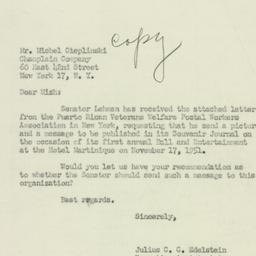 copy
Mr. Michel Cieplinski
Champlain Company
60 East 42nd Street
New York 17, N. Y.
Dear Mish:
Senator Lehman has received the attached letter
from the Puerto Rican Veterans Welfare Postal Workers
Association in New York, requesting that he send a pictur
and a message to be published in its Souvenir Journal on
the occasion of its first annual Ball and Entertainment
at the Hotel Martinique on November 17, 1951.
Would you let us have your recommendation as
to whether the Senator should send such a message to this
organization?
Best regards.
Sincerely,
Julius C. C. Edelstein